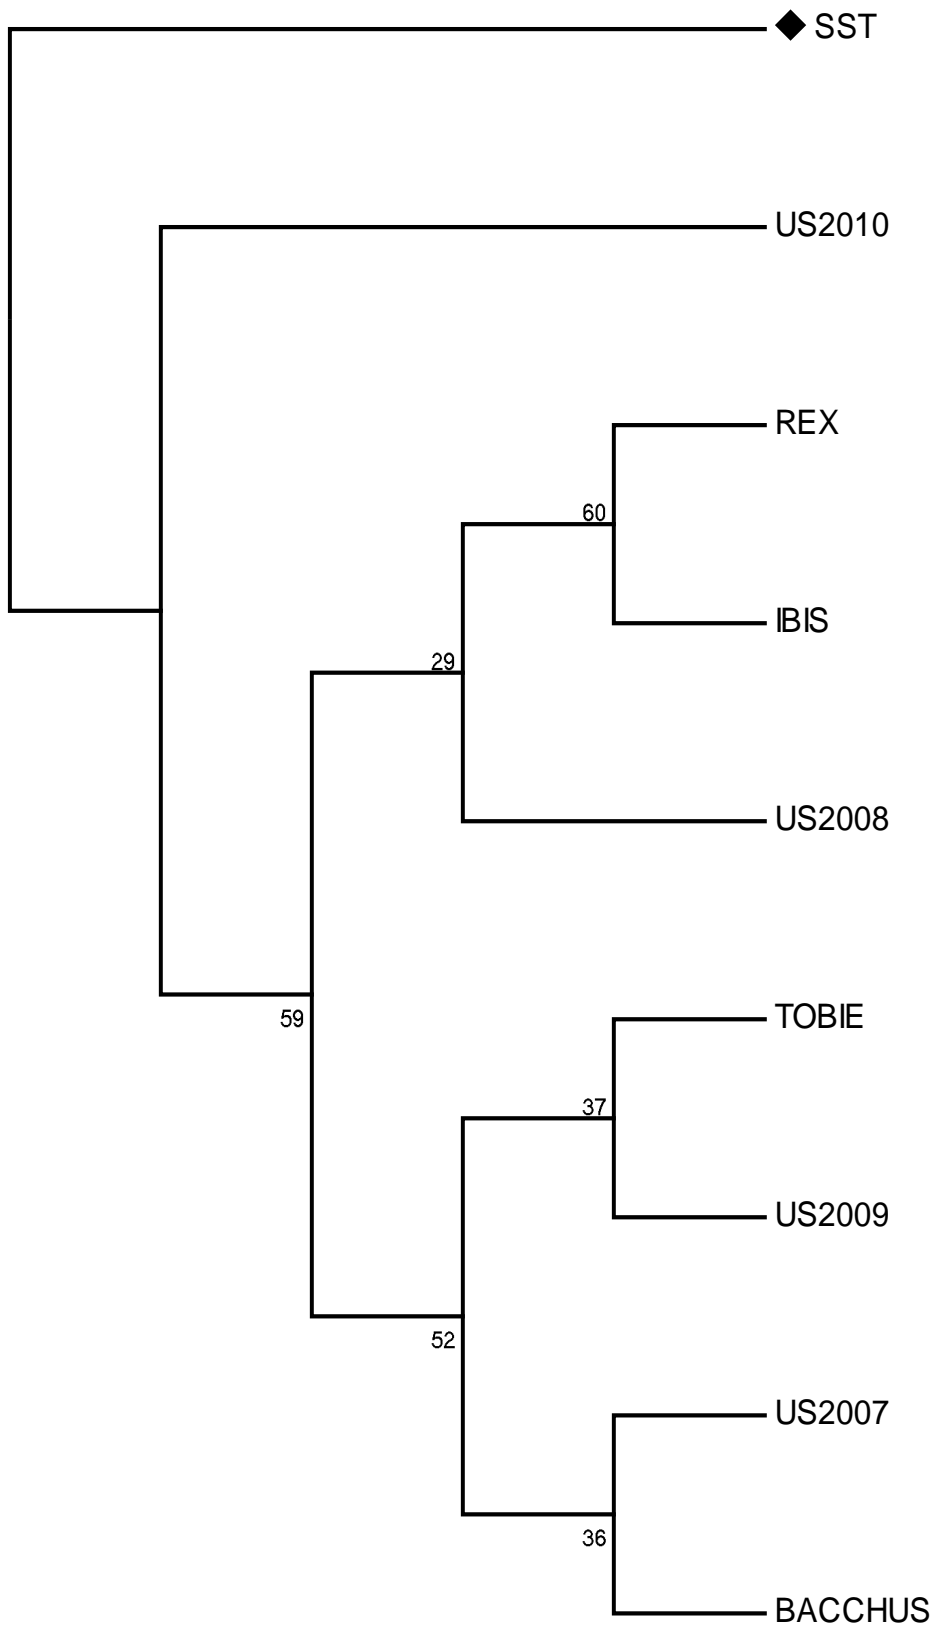 SST
US2010
REX
60
IBIS
29
US2008
59
TOBIE
37
US2009
52
US2007
36
BACCHUS